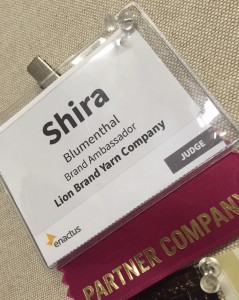 Shira
Blumenthal
Brand Ambassador
Lion Brand Yarn Company
JUDGE
enactus
PARTNER COMPANY